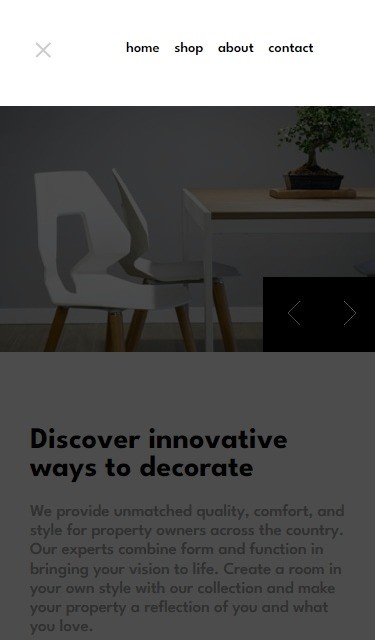 home shop about contact
Discover innovative
ways to decorate
We provide unmatched quality, comfort, and
style for property owners across the country.
Our experts combine form and function in
bringing your vision to life. Create a room in
your own style with our collection and make
your property a reflection of you and what
you love.